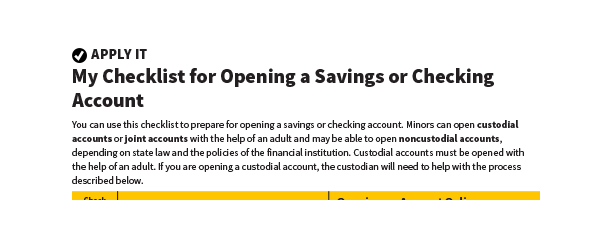 APPLY IT
My Checklist for Opening a Savings or Checking
Account
You can use this checklist to prepare for opening a savings or checking account. Minors can open custodial
accounts or joint accounts with the help of an adult and may be able to open noncustodial accounts,
depending on state law and the policies of the financial institution. Custodial accounts must be opened with
the help of an adult. If you are opening a custodial account, the custodian will need to help with the process
described below.